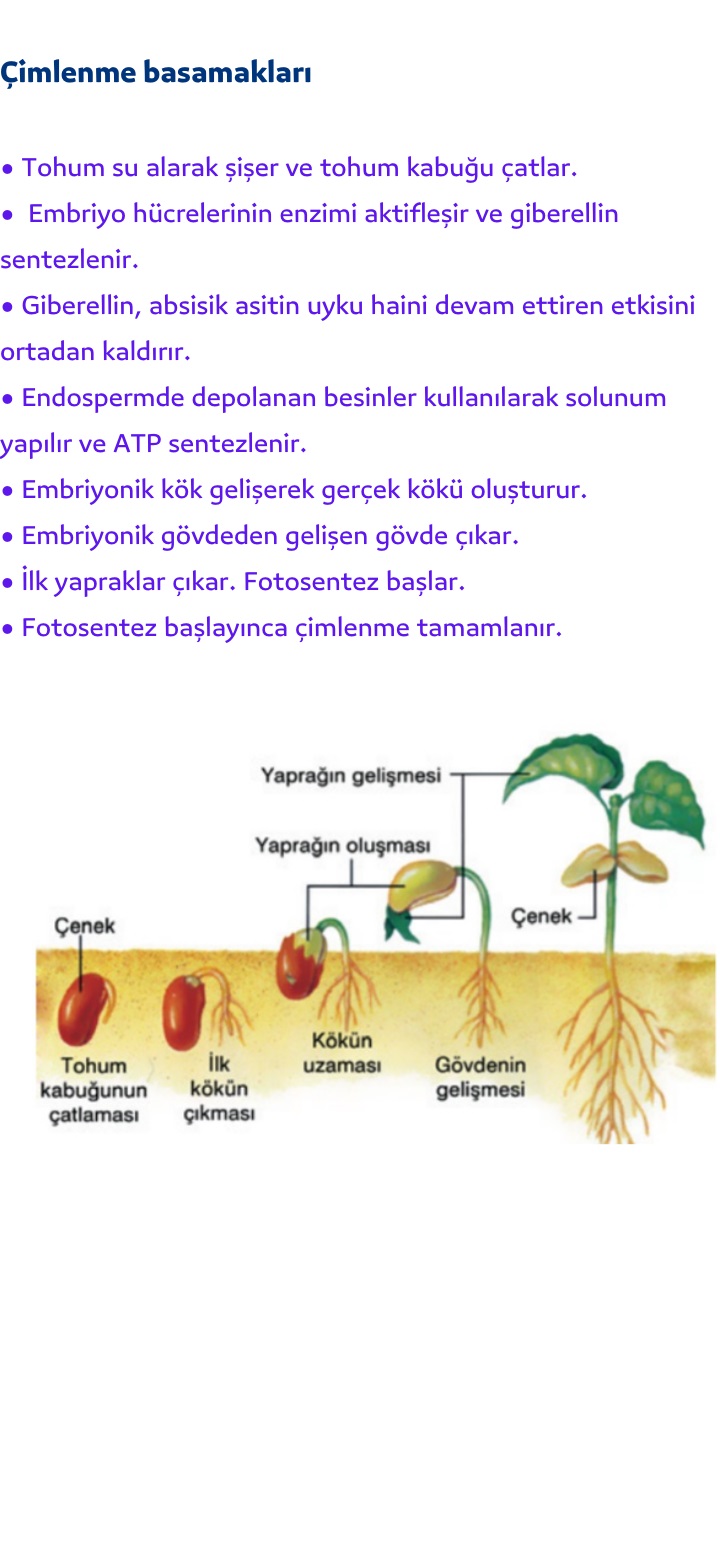 Çimlenme basamakları
• Tohum su alarak şişer ve tohum kabuğu çatlar.
• Embriyo hücrelerinin enzimi aktifleşir ve giberellin
sentezlenir.
• Giberellin, absisik asitin uyku haini devam ettiren etkisini
ortadan kaldırır.
• Endospermde depolanan besinler kullanılarak solunum
yapılır ve ATP sentezlenir.
• Embriyonik kök gelişerek gerçek kökü oluşturur.
• Embriyonik gövdeden gelişen gövde çıkar.
• İlk yapraklar çıkar. Fotosentez başlar.
• Fotosentez başlayınca çimlenme tamamlanır.
Yaprağın gelişmesi
Yaprağın oluşması
Çenek
Çenek
Tohum
kabuğunun
çatlaması
İlk
kökün
çıkması
Kökün
uzaması
Gövdenin
gelişmesi